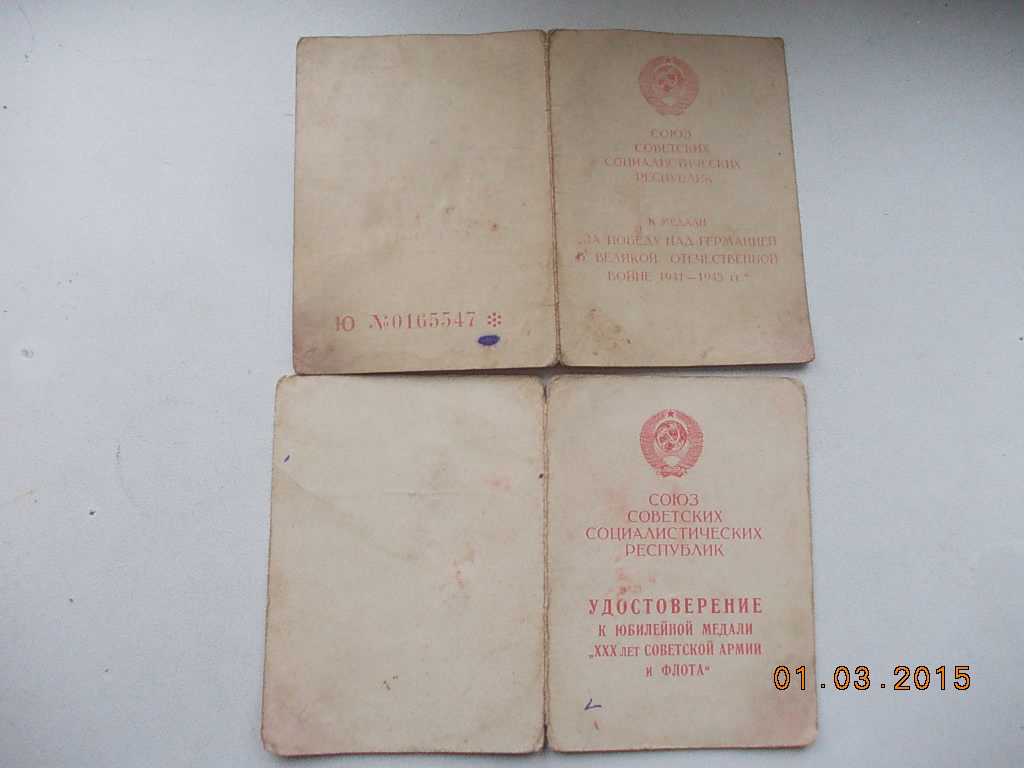 СОЮЗ
СОВЕТСКИХ
СОЦИАЛИСТИЧЕСКИХ
РЕСПУБЛИК
К МЕДАЛИ
„ЗА ПОБЕДУ НАД ГЕРМАНИЕЙ
В ВЕЛИКОЙ ОТЕЧЕСТВЕННОЙ
ВОЙНЕ 1941—1945 гг.“
Ю №0165547
СОЮЗ
СОВЕТСКИХ
СОЦИАЛИСТИЧЕСКИХ
РЕСПУБЛИК
УДОСТОВЕРЕНИЕ
К ЮБИЛЕЙНОЙ МЕДАЛИ
„XXX ЛЕТ СОВЕТСКОЙ АРМИИ
И ФЛОТА“
01.03.2015